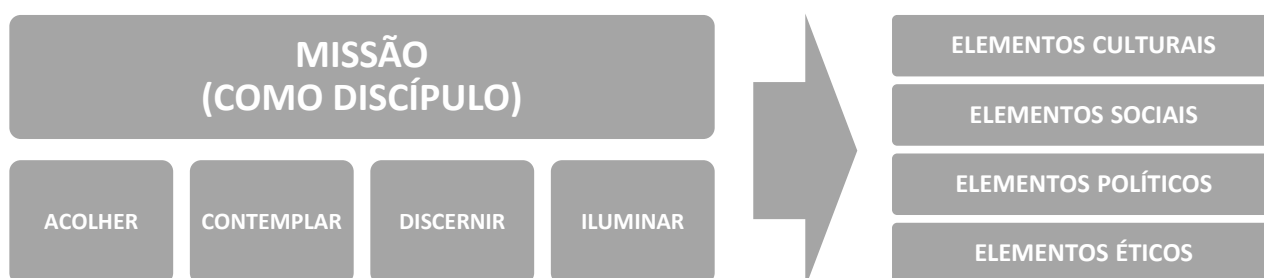 MISSÃO
(COMO DISCÍPULO)
ACOLHER
CONTEMPLAR
DISCERNIR
ILUMINAR
ELEMENTOS CULTURAIS
ELEMENTOS SOCIAIS
ELEMENTOS POLÍTICOS
ELEMENTOS ÉTICOS